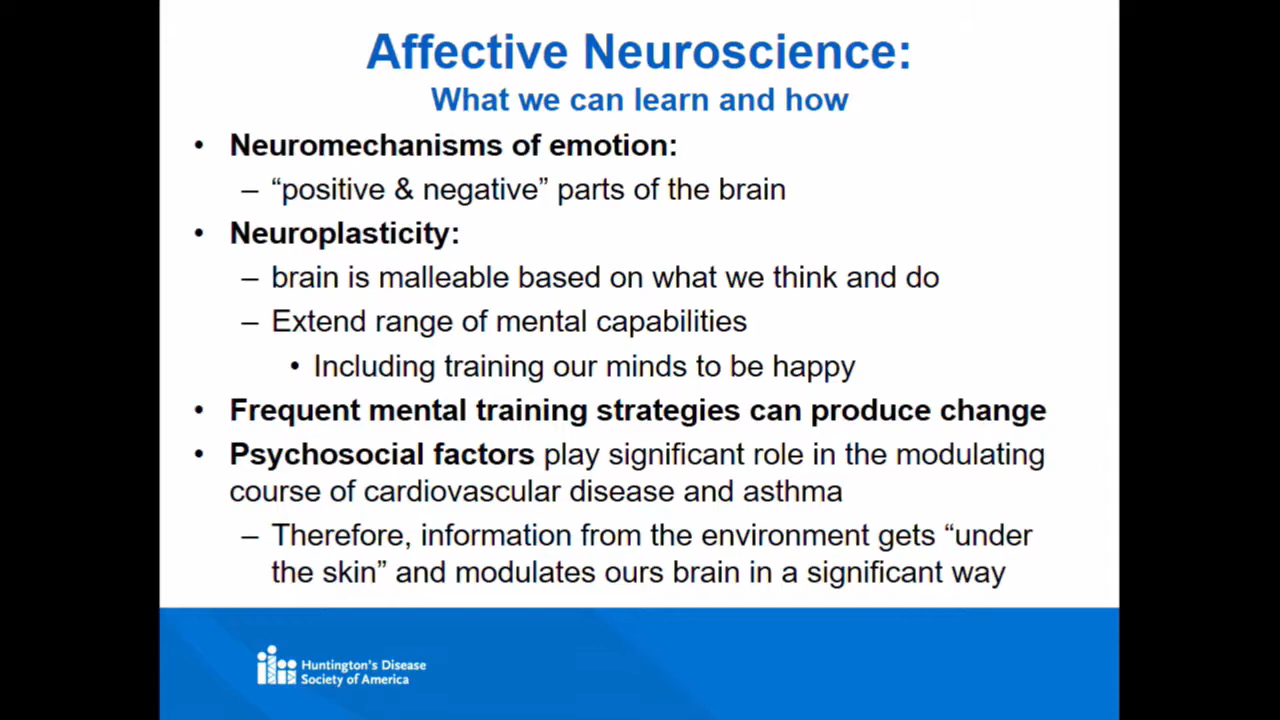 Affective Neuroscience:
What we can learn and how
• Neuromechanisms of emotion:
– “positive & negative” parts of the brain
• Neuroplasticity:
– brain is malleable based on what we think and do
– Extend range of mental capabilities
• Including training our minds to be happy
• Frequent mental training strategies can produce change
• Psychosocial factors play significant role in the modulating
course of cardiovascular disease and asthma
– Therefore, information from the environment gets “under
the skin” and modulates ours brain in a significant way
Huntington's Disease
Society of America